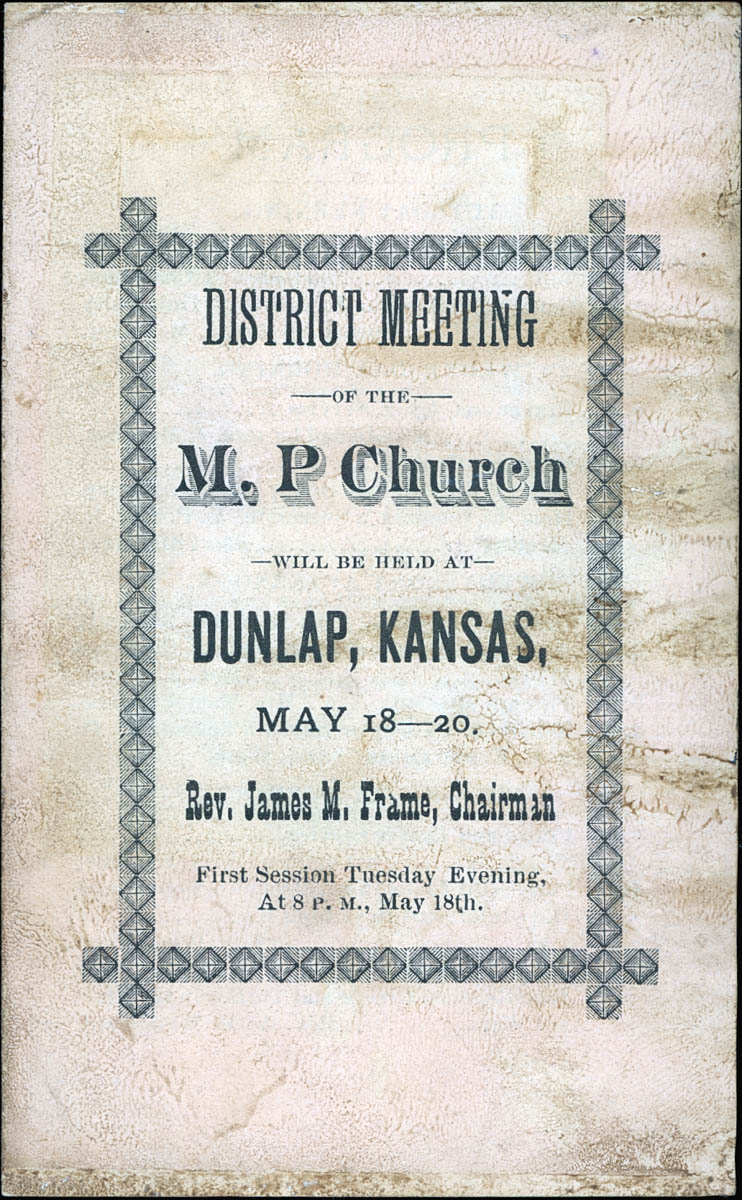 DISTRICT MEETING
—OF THE—
M. P Church
—WILL BE HELD AT—
DUNLAP, KANSAS,
MAY 18—20.
Rev. James M. Frame, Chairman
First Session Tuesday Evening,
At 8 P. M., May 18th.